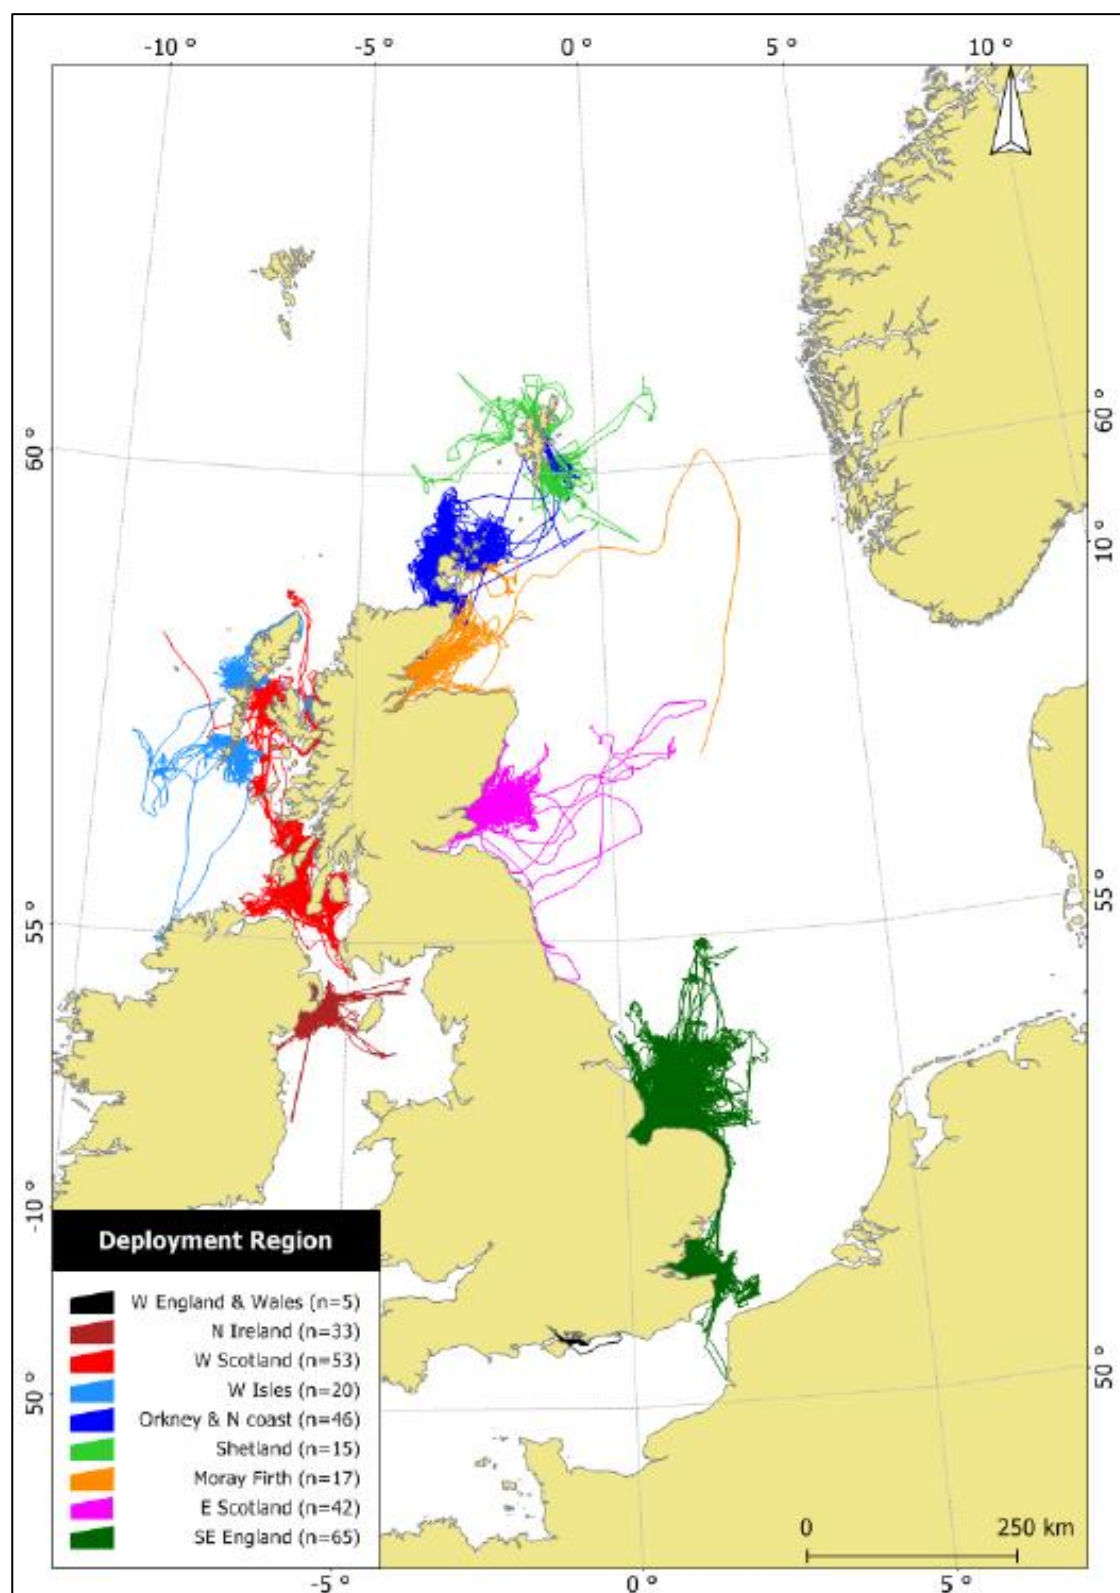 -10 °
-5 °
0 °
5 °
10 °
60 °
60 °
10 °
55 °
55 °
-10 °
50 °
50 °
Deployment Region
W England & Wales (n=5)
N Ireland (n=33)
W Scotland (n=53)
W Isles (n=20)
Orkney & N coast (n=46)
Shetland (n=15)
Moray Firth (n=17)
E Scotland (n=42)
SE England (n=65)
0
250 km
-5 °
0 °
5 °